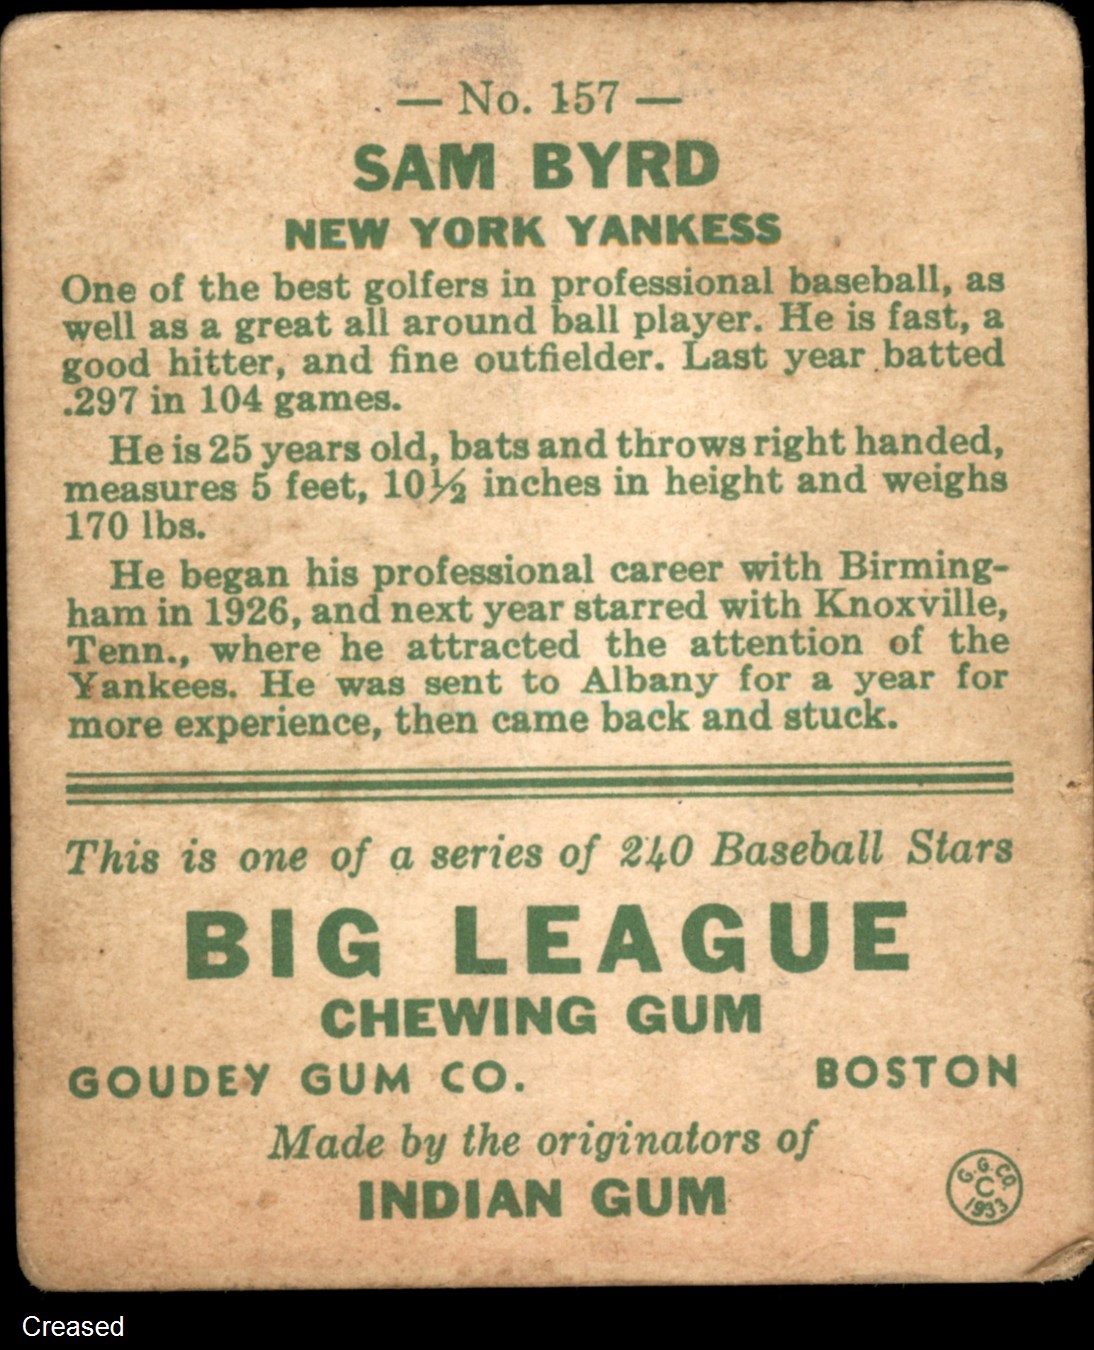 — No. 157 —
SAM BYRD
NEW YORK YANKESS
One of the best golfers in professional baseball, as
well as a great all around ball player. He is fast, a
good hitter, and fine outfielder. Last year batted
.297 in 104 games.
He is 25 years old, bats and throws right handed,
measures 5 feet, 10½ inches in height and weighs
170 lbs.
He began his professional career with Birming-
ham in 1926, and next year starred with Knoxville,
Tenn., where he attracted the attention of the
Yankees. He was sent to Albany for a year for
more experience, then came back and stuck.
This is one of a series of 240 Baseball Stars
BIG LEAGUE
CHEWING GUM
GOUDEY GUM CO. BOSTON
Made by the originators of
INDIAN GUM
G. G. CO.
C
1933
Creased